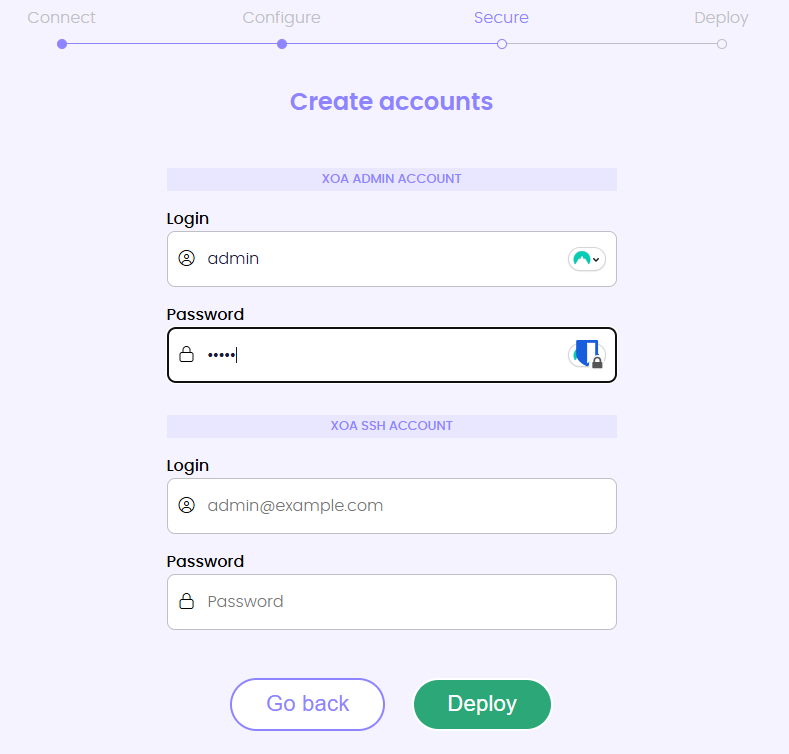 Connect Configure Secure Deploy
Create accounts
XOA ADMIN ACCOUNT
Login
admin
Password
•••••
XOA SSH ACCOUNT
Login
admin@example.com
Password
Password
Go back Deploy